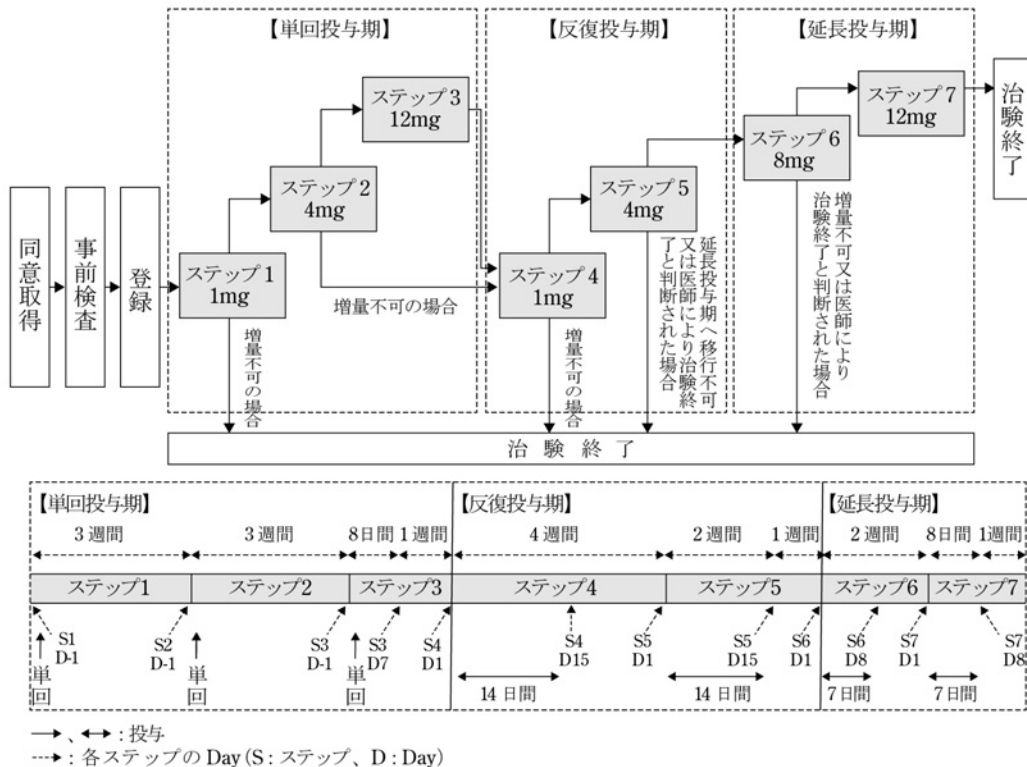 【単回投与期】
【反復投与期】
【延長投与期】
ステップ3
12mg
ステップ7
12mg
治験終了
ステップ6
8mg
ステップ2
4mg
ステップ5
4mg
同意取得
事前検査
登録
ステップ1
1mg
ステップ4
1mg
増量不可の場合
増量不可の場合
増量不可の場合
延長投与期へ移行不可
又は医師により治験終
了と判断された場合
増量不可又は医師により
治験終了と判断された場合
治験終了
【単回投与期】
【反復投与期】
【延長投与期】
3週間 3週間 8日間 1週間 4週間 2週間 1週間 2週間 8日間 1週間
ステップ1 ステップ2 ステップ3 ステップ4 ステップ5 ステップ6 ステップ7
S1 S2 S3 S3 S4 S4 S5 S5 S6 S6 S7 S7
D-1 D-1 D-1 D7 D1 D15 D1 D15 D1 D8 D1 D8
単回 単回 単回
14日間 14日間 7日間 7日間
→、↔:投与
⇢:各ステップのDay(S:ステップ、D:Day)